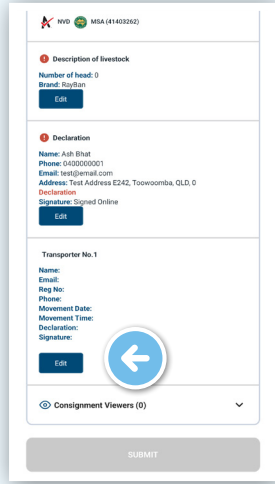 NVD MSA (41403262)
Description of livestock
Number of head: 0
Brand: RayBan
Edit
Declaration
Name: Ash Bhat
Phone: 0400000001
Email: test@email.com
Address: Test Address E242, Toowoomba, QLD, 0
Declaration
Signature: Signed Online
Edit
Transporter No.1
Name:
Email:
Reg No:
Phone:
Movement Date:
Movement Time:
Declaration:
Signature:
Edit
Consignment Viewers (0)
SUBMIT